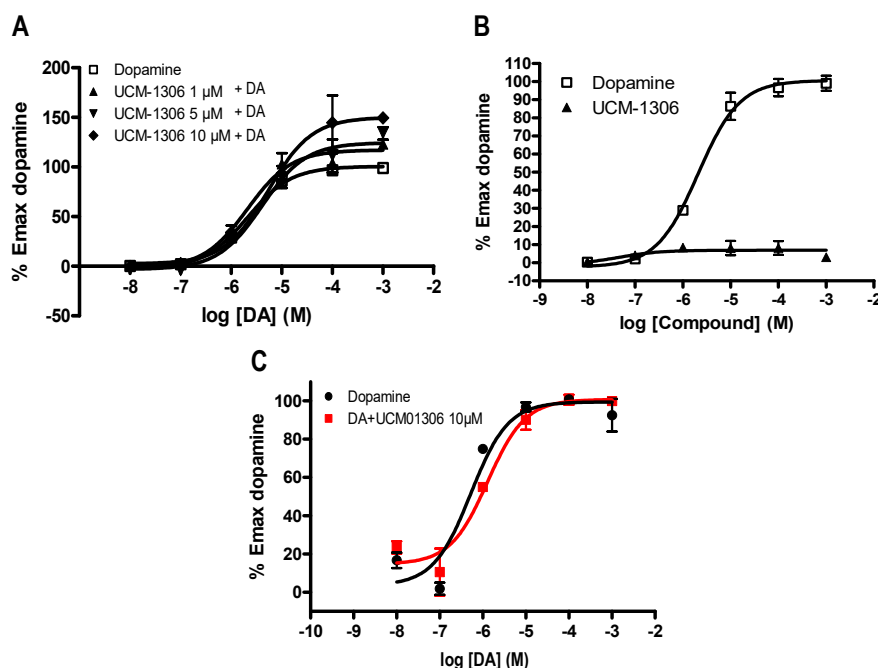 A
Dopamine
UCM-1306 1 µM + DA
UCM-1306 5 µM + DA
UCM-1306 10 µM + DA
% Emax dopamine
200
150
100
50
0
-50
-8 -7 -6 -5 -4 -3 -2
log [DA] (M)
B
Dopamine
UCM-1306
% Emax dopamine
100
90
80
70
60
50
40
30
20
10
0
-10
-9 -8 -7 -6 -5 -4 -3 -2
log [Compound] (M)
C
Dopamine
DA+UCM01306 10µM
% Emax dopamine
100
80
60
40
20
0
-10 -9 -8 -7 -6 -5 -4 -3 -2
log [DA] (M)